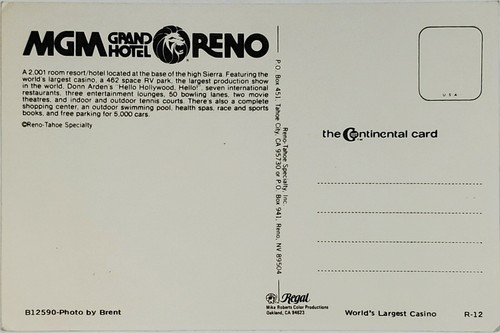 MGM GRAND HOTEL RENO
A 2,001 room resort/hotel located at the base of the high Sierra. Featuring the
world's largest casino, a 462 space RV park, the largest production show
in the world, Donn Arden's "Hello Hollywood, Hello!", seven international
restaurants, three entertainment lounges, 50 bowling lanes, two movie
theatres, and indoor and outdoor tennis courts. There's also a complete
shopping center, an outdoor swimming pool, health spas, race and sports
books, and free parking for 5,000 cars.
©Reno-Tahoe Specialty
B12590-Photo by Brent
Reno-Tahoe Specialty, Inc.
P.O. Box 451, Tahoe City, CA 95730 or P.O. Box 941, Reno, NV 89504
Regal
Mike Roberts Color Productions
Oakland, CA 94623
U S A
the Continental card
World's Largest Casino
R-12